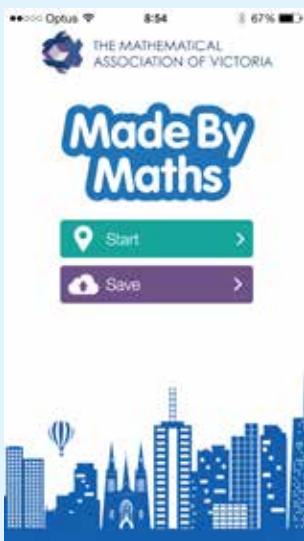 Optus 8:54 67%
THE MATHEMATICAL
ASSOCIATION OF VICTORIA
Made By
Maths
Start
Save